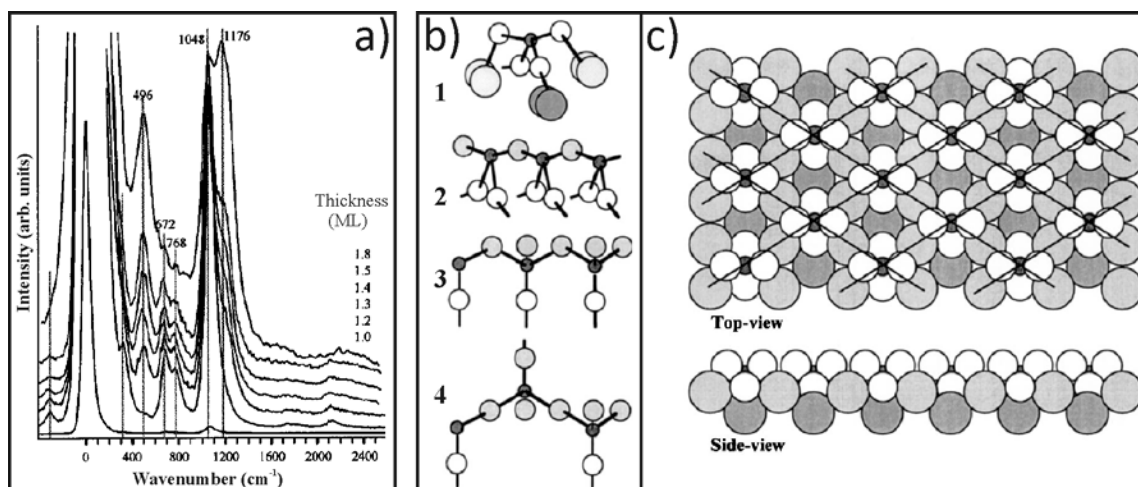 a)
1048
1176
496
672
768
Thickness
(ML)
1.8
1.5
1.4
1.3
1.2
1.0
Intensity (arb. units)
0 400 800 1200 1600 2000 2400
Wavenumber (cm-1)
b)
1
2
3
4
c)
Top-view
Side-view